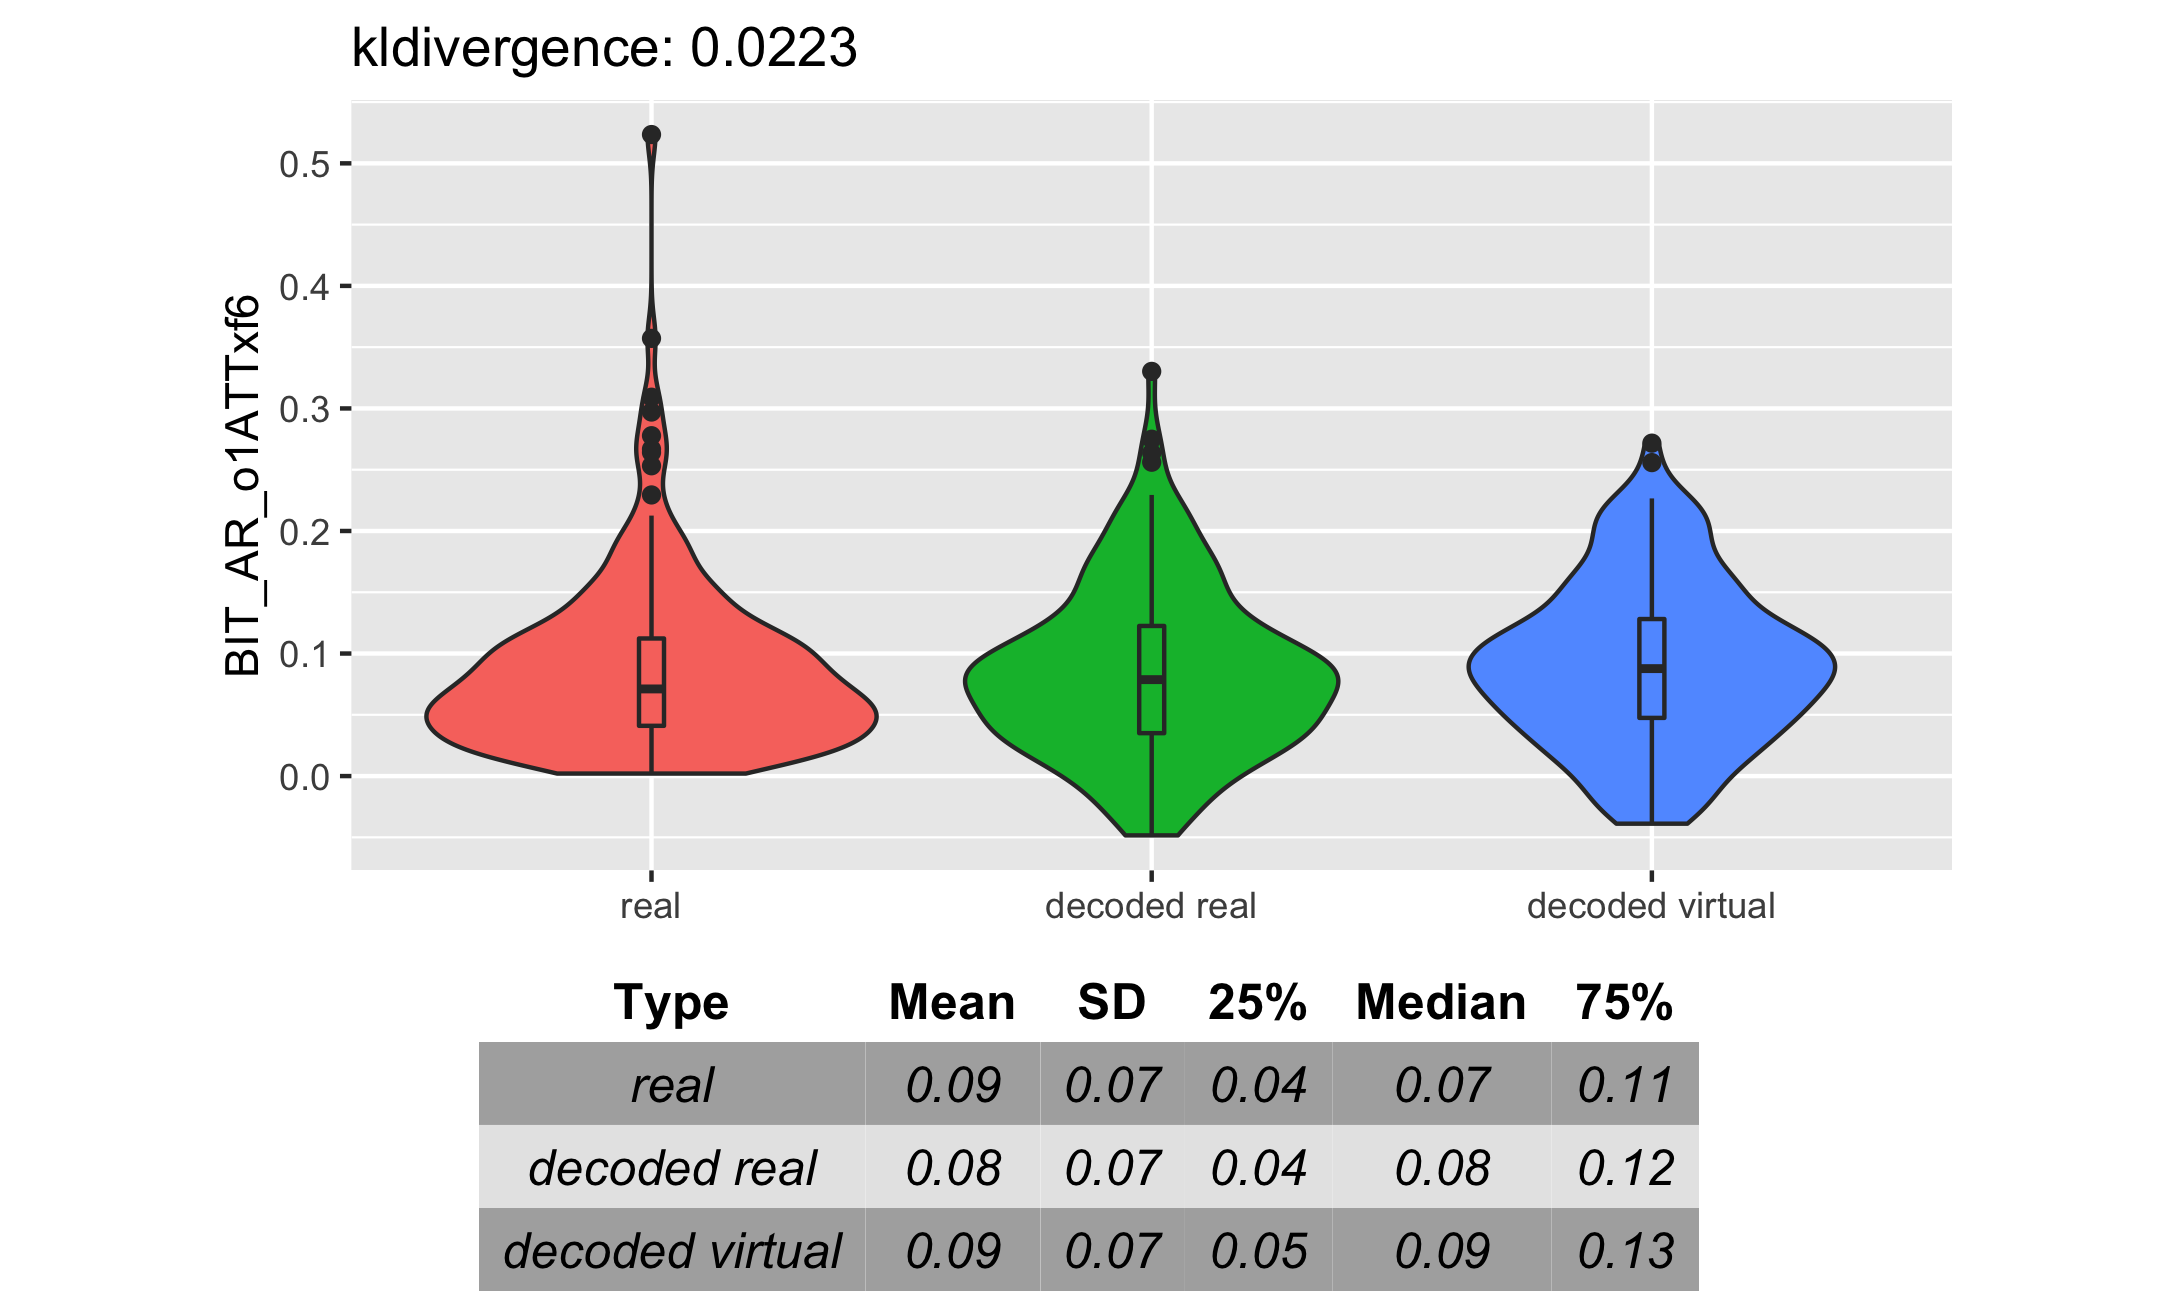 kldivergence: 0.0223
BIT_AR_o1ATTxf6
0.5
0.4
0.3
0.2
0.1
0.0
real decoded real decoded virtual
Type Mean SD 25% Median 75%
real 0.09 0.07 0.04 0.07 0.11
decoded real 0.08 0.07 0.04 0.08 0.12
decoded virtual 0.09 0.07 0.05 0.09 0.13